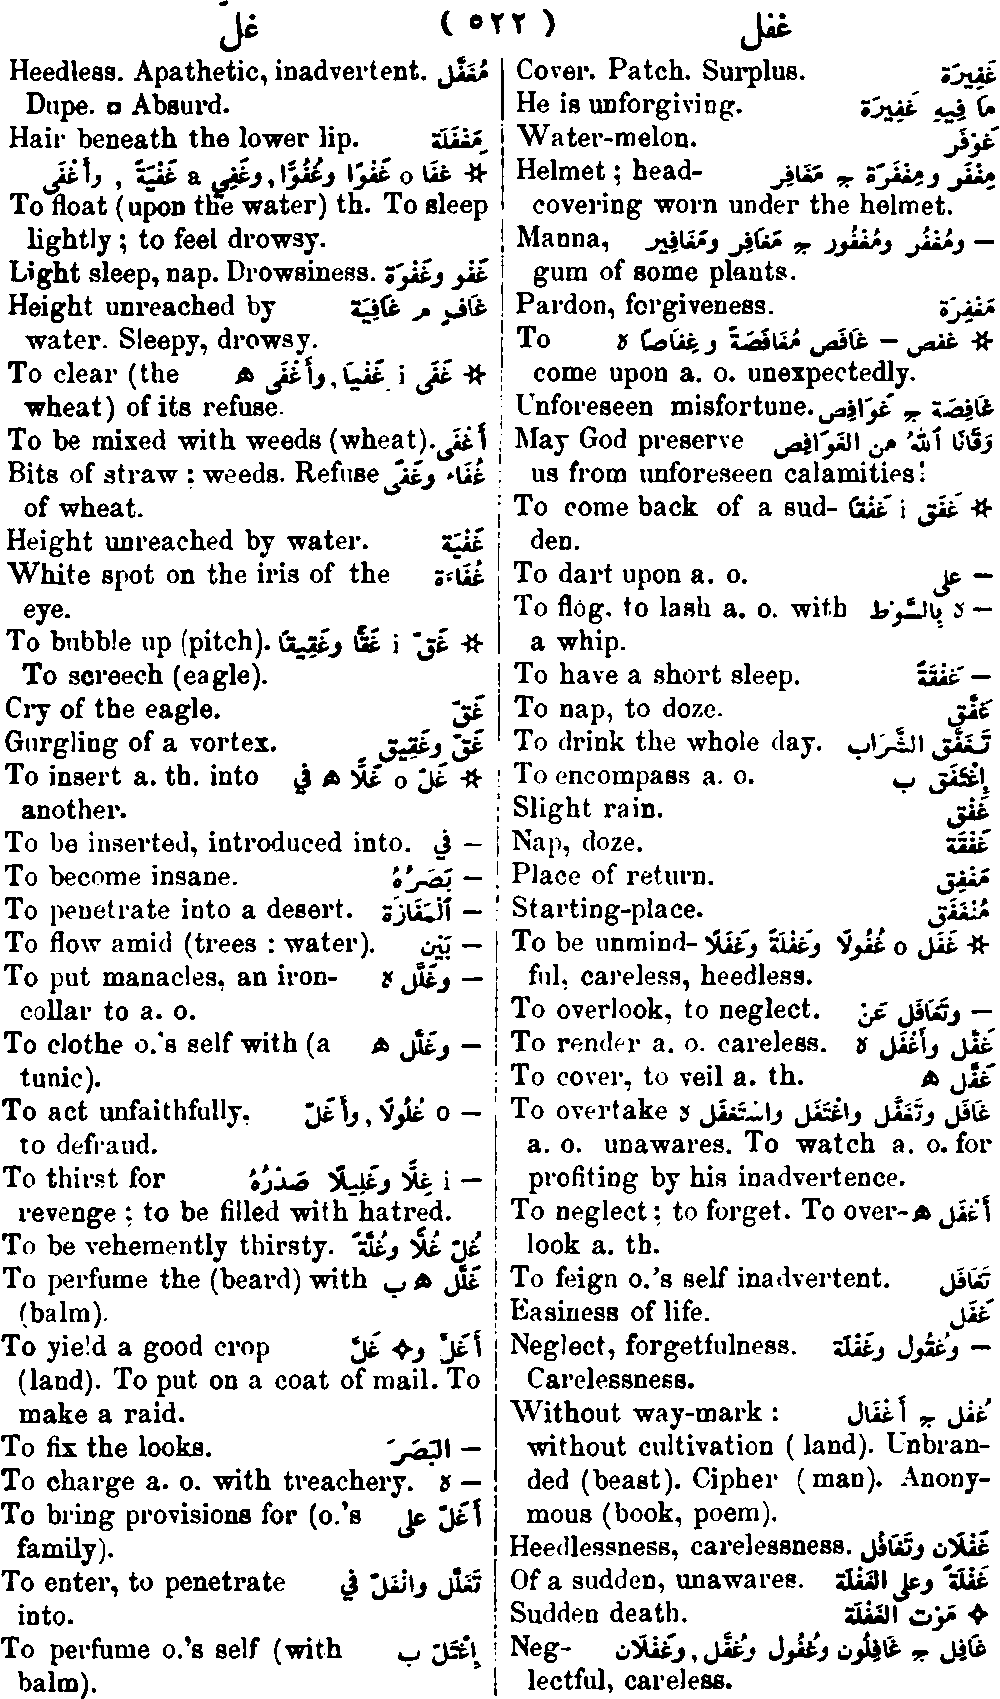 غفل ( ٥٢٢ ) غلّ
Cover. Patch. Surplus. غَفِيرَة
He is unforgiving. مَا فِيهِ غَفِيرَة
Water-melon. غَوْفَر
Helmet ; head- مِغْفَر ومِغْفَرَة ج مَغَافِر
covering worn under the helmet.
Manna, — ومُغْفُر ومُغْفُور ج مَغَافِر ومَغَافِير
gum of some plants.
Pardon, forgiveness. مَغْفِرَة
To ✲ غفص — غَافَص مُغَافَصَةً وغِفَاصًا ه
come upon a. o. unexpectedly.
Unforeseen misfortune. غَافِصَة ج غَوَافِص
May God preserve وَقَانَا ٱللهُ من الغَوَافِص
us from unforeseen calamities!
To come back of a sud- ✲ غَفَق i غَفْقًا
den.
To dart upon a. o. — على
To flog, to lash a. o. with — ه بِالسَّوْط
a whip.
To have a short sleep. — غَفْقَةً
To nap, to doze. غَفَّق
To drink the whole day. تَغَفَّق الشَّرَاب
To encompass a. o. إِغْتَفَق ب
Slight rain. غَفْق
Nap, doze. غَفْقَة
Place of return. مَغْفِق
Starting-place. مُنْغَفَق
To be unmind- ✲ غَفَل o غُفُولًا وغَفْلَةً وغَفَلًا
ful, careless, heedless.
To overlook, to neglect. — وتَغَافَل عَنْ
To render a. o. careless. غَفَّل وأَغْفَل ه
To cover, to veil a. th. غَفَّل ه
To overtake غَافَل وتَغَفَّل واغْتَفَل واسْتَغْفَل ه
a. o. unawares. To watch a. o. for
profiting by his inadvertence.
To neglect ; to forget. To over- أَغْفَل ه
look a. th.
To feign o.'s self inadvertent. تَغَافَل
Easiness of life. غَفَل
Neglect, forgetfulness. — وغُفُول وغَفْلَة
Carelessness.
Without way-mark : غُفْل ج أَغْفَال
without cultivation ( land). Unbran-
ded (beast). Cipher ( man). Anony-
mous (book, poem).
Heedlessness, carelessness. غَفْلَان وتَغَافُل
Of a sudden, unawares. غَفْلَةً وعلى الغَفْلَة
Sudden death. ✧ مَوْت الغَفْلَة
Neg- غَافِل ج غَافِلُون وغُفُول وغُفَّل, وغَفْلَان
lectful, careless.
Heedless. Apathetic, inadvertent. مُغَفَّل
Dupe. ◘ Absurd.
Hair beneath the lower lip. مَغْفَلَة
✲ غَفَا o غَفْوًا وغُفُوًّا, وغَفِي a غَفْيَةً, وأَغْفَى
To float (upon the water) th. To sleep
lightly ; to feel drowsy.
Light sleep, nap. Drowsiness. غَفْو وغَفْوَة
Height unreached by غَافٍ م غَافِيَة
water. Sleepy, drowsy.
To clear (the ✲ غَفَى i غَفْيًا, وأَغْفَى ه
wheat) of its refuse.
To be mixed with weeds (wheat). أَغْفَى
Bits of straw : weeds. Refuse غُفَاء وغَفًى
of wheat.
Height unreached by water. غَفْيَة
White spot on the iris of the غُفَاءَة
eye.
To bubble up (pitch). ✲ غَقّ i غَقًّا وغَقِيقًا
To screech (eagle).
Cry of the eagle. غَقّ
Gurgling of a vortex. غَقّ وغَقِيق
To insert a. th. into ✲ غَلّ o غَلًّا ه في
another.
To be inserted, introduced into. — في
To become insane. — بَصَرُهُ
To penetrate into a desert. — ٱلْمَفَازَة
To flow amid (trees : water). — بَيْن
To put manacles, an iron- — وغَلَّل ه
collar to a. o.
To clothe o.'s self with (a — وغَلَّل ه
tunic).
To act unfaithfully, — o غُلُولًا, وأَغَلّ
to defraud.
To thirst for — i غِلًّا وغَلِيلًا صَدْرُهُ
revenge ; to be filled with hatred.
To be vehemently thirsty. غُلّ غُلًّا وغُلَّةً
To perfume the (beard) with غَلَّل ه ب
(balm).
To yield a good crop أَغَلّ و✧ غَلّ
(land). To put on a coat of mail. To
make a raid.
To fix the looks. — البَصَرَ
To charge a. o. with treachery. — ه
To bring provisions for (o.'s أَغَلّ على
family).
To enter, to penetrate تَغَلَّل وانْغَلّ في
into.
To perfume o.'s self (with إِغْتَلّ ب
balm).